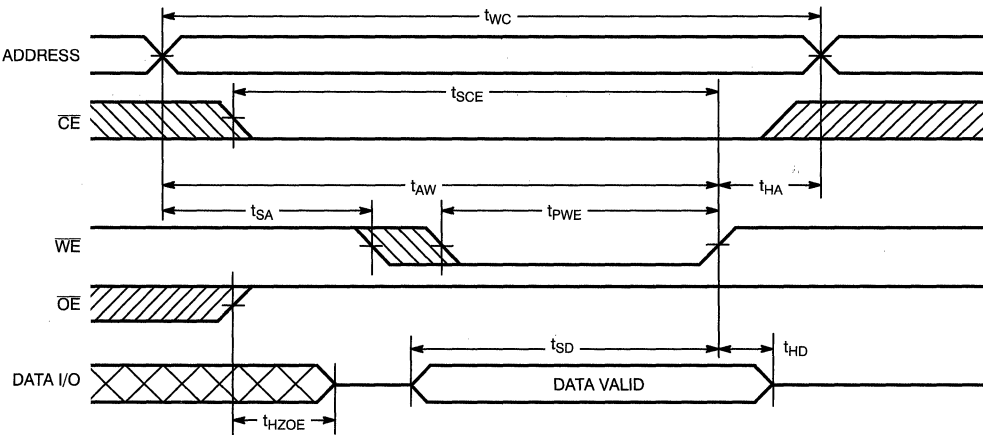 tWC
ADDRESS
tSCE
CE
tAW
tHA
tSA
tPWE
WE
OE
tSD
tHD
DATA I/O
DATA VALID
tHZOE